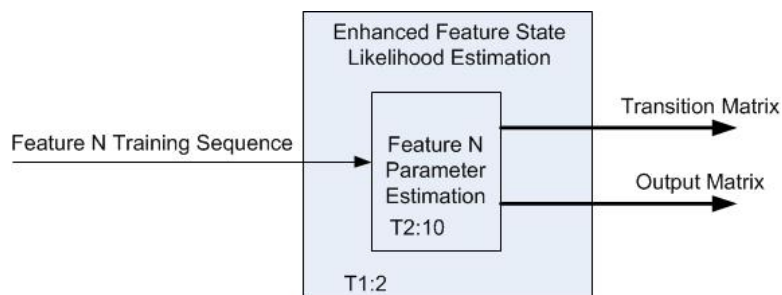 Enhanced Feature State
Likelihood Estimation
Transition Matrix
Feature N Training Sequence
Feature N
Parameter
Estimation
Output Matrix
T2:10
T1:2